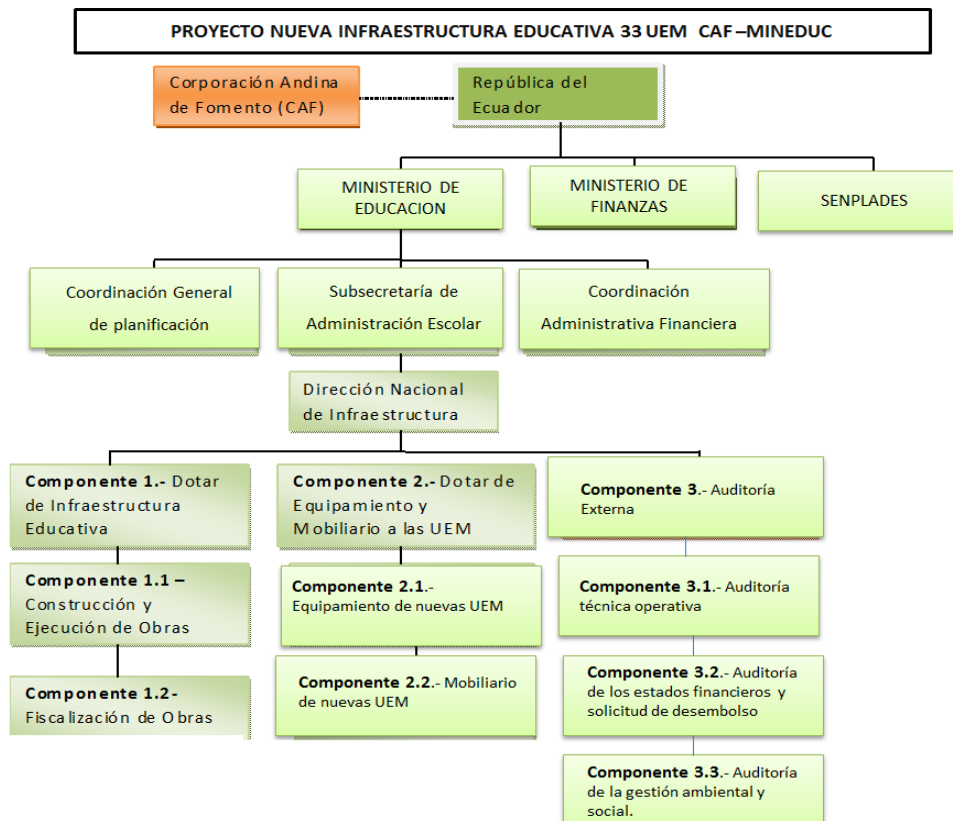 PROYECTO NUEVA INFRAESTRUCTURA EDUCATIVA 33 UEM CAF –MINEDUC
Corporación Andina
de Fomento (CAF)
República del
Ecuador
MINISTERIO DE
EDUCACION
MINISTERIO DE
FINANZAS
SENPLADES
Coordinación General
de planificación
Subsecretaría de
Administración Escolar
Coordinación
Administrativa Financiera
Dirección Nacional
de Infraestructura
Componente 1.- Dotar
de Infraestructura
Educativa
Componente 2.- Dotar de
Equipamiento y
Mobiliario a las UEM
Componente 3.- Auditoría
Externa
Componente 1.1 –
Construcción y
Ejecución de Obras
Componente 2.1.-
Equipamiento de nuevas UEM
Componente 3.1.- Auditoría
técnica operativa
Componente 1.2-
Fiscalización de Obras
Componente 2.2.- Mobiliario
de nuevas UEM
Componente 3.2.- Auditoría
de los estados financieros y
solicitud de desembolso
Componente 3.3.- Auditoría
de la gestión ambiental y
social.